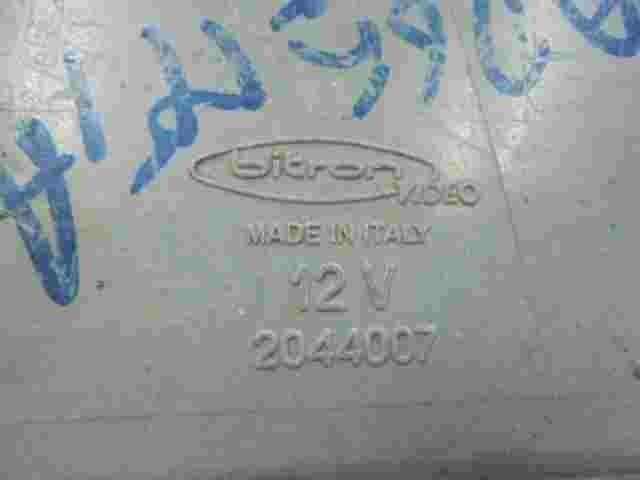 bitron
VIDEO
MADE IN ITALY
12 V
2044007